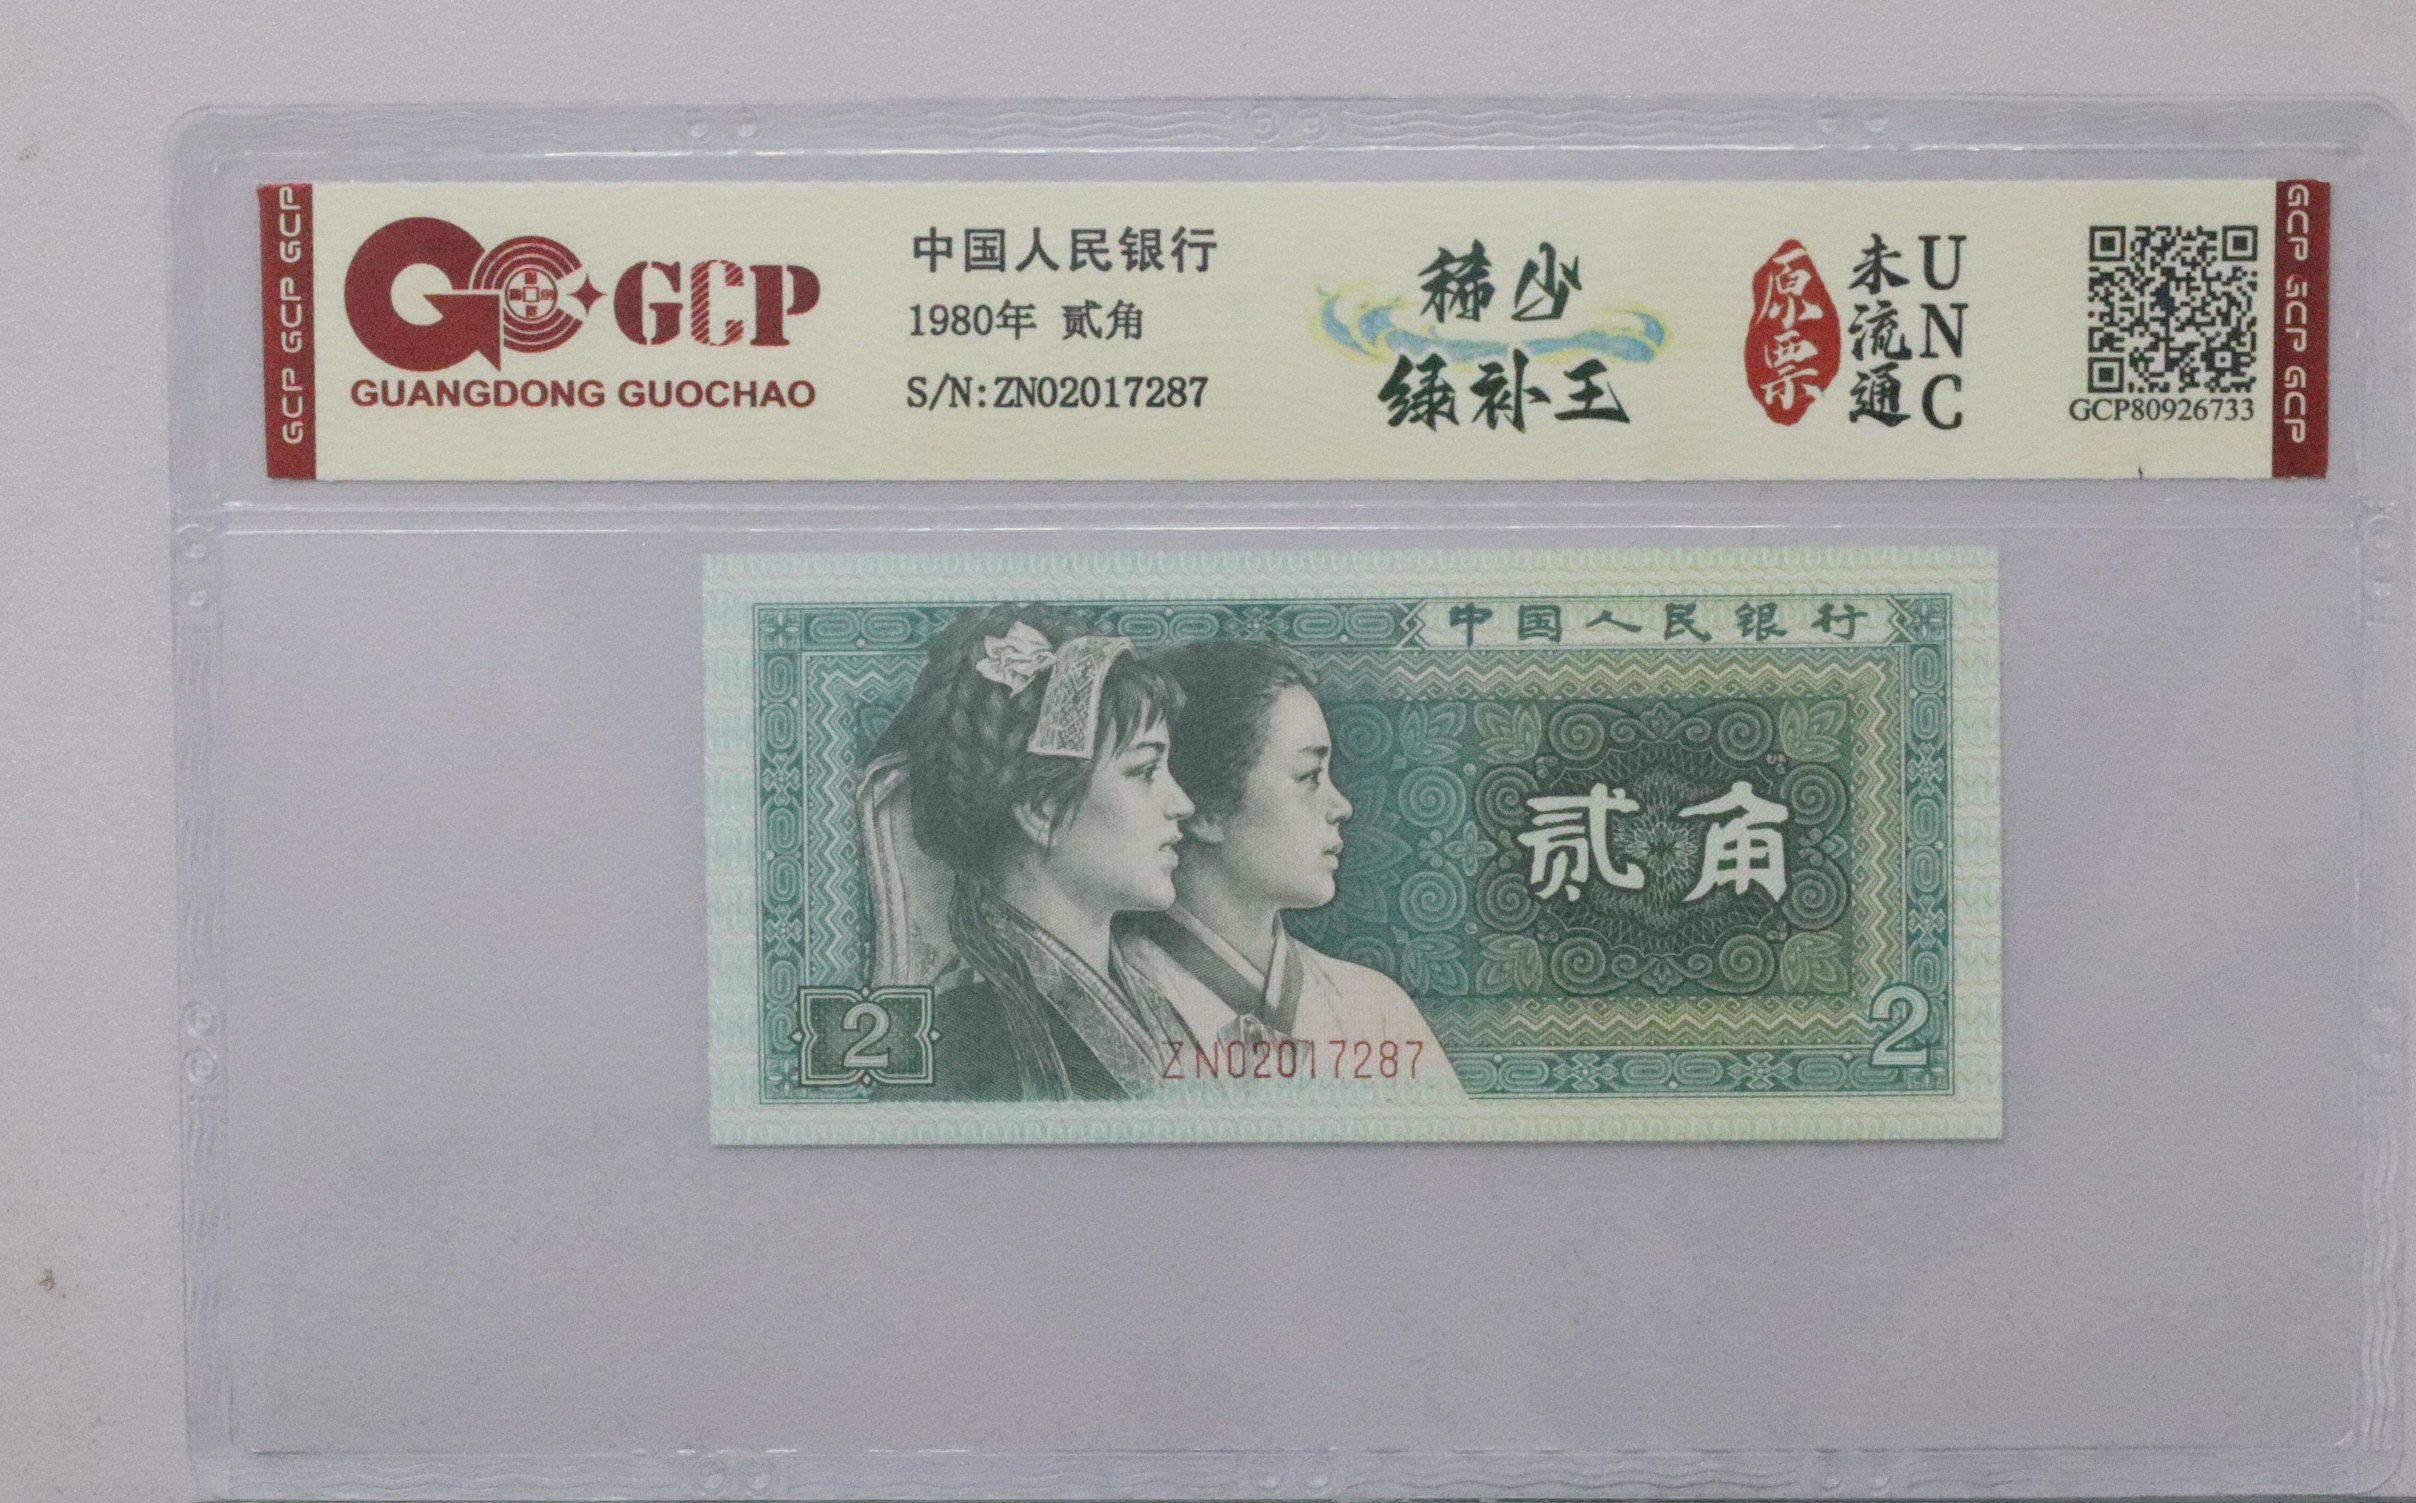 GCP GCP GCP
GCP
GUANGDONG GUOCHAO
中国人民银行
1980年 贰角
S/N:ZN02017287
稀少
绿补王
原票
未流通
UNC
GCP80926733
GCP GCP GCP
中国人民银行
贰角
2
ZN02017287
2